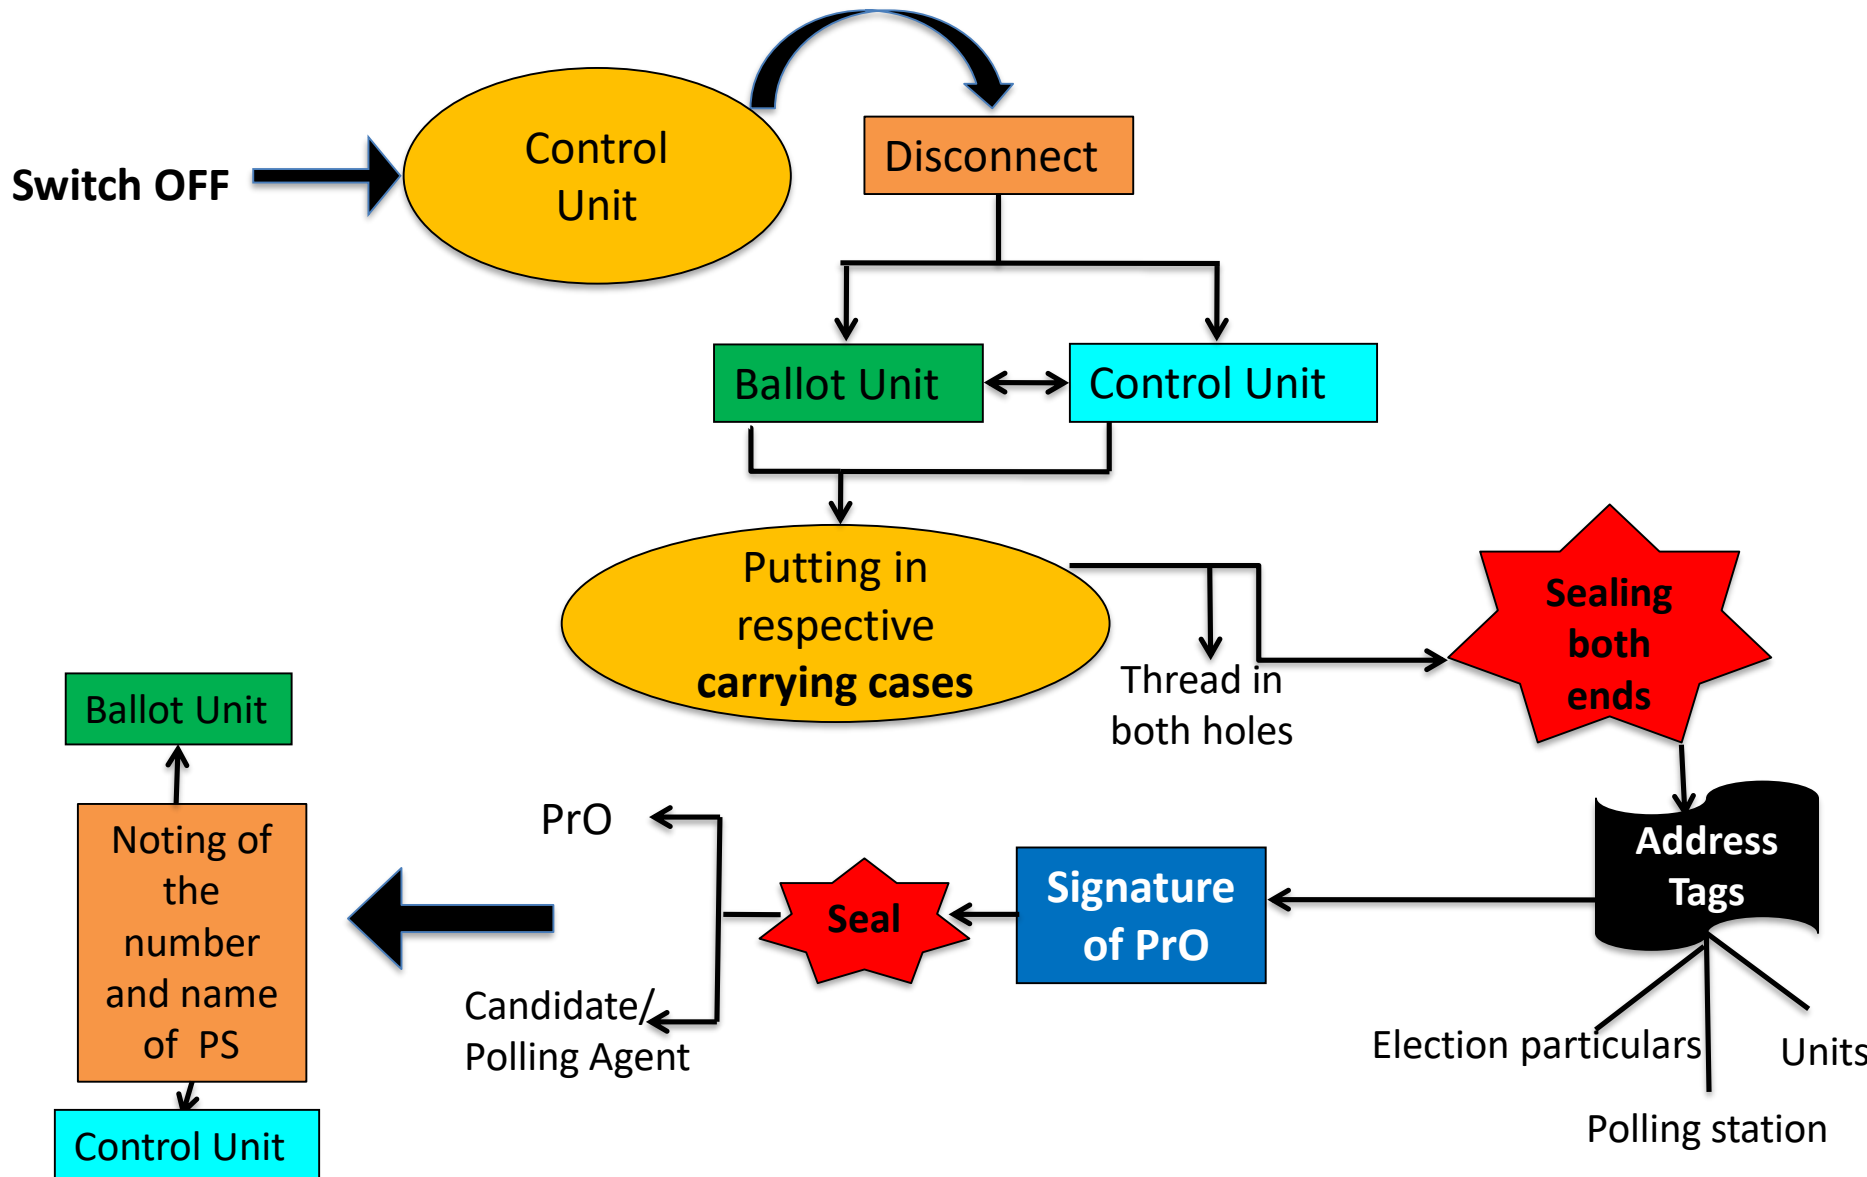 Switch OFF
Control
Unit
Disconnect
Ballot Unit
Control Unit
Putting in
respective
carrying cases
Thread in
both holes
Sealing
both
ends
Address
Tags
Election particulars
Units
Polling station
Signature
of PrO
Seal
PrO
Candidate/
Polling Agent
Ballot Unit
Noting of
the
number
and name
of PS
Control Unit